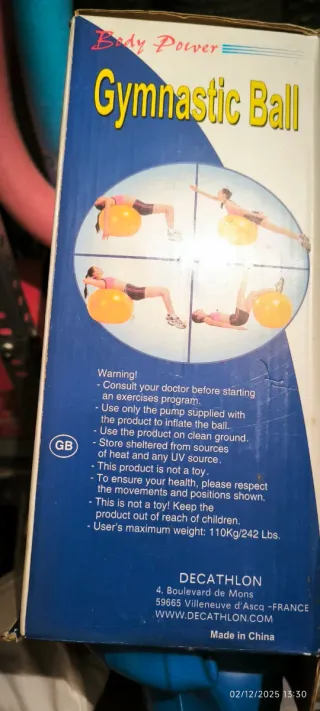 Body Power
Gymnastic Ball
Warning!
- Consult your doctor before starting
an exercises program.
- Use only the pump supplied with
the product to inflate the ball.
- Use the product on clean ground.
- Store sheltered from sources
of heat and any UV source.
- This product is not a toy.
- To ensure your health, please respect
the movements and positions shown.
- This is not a toy! Keep the
product out of reach of children.
- User's maximum weight: 110Kg/242 Lbs.
GB
DECATHLON
4. Boulevard de Mons
59665 Villeneuve d'Ascq -FRANCE
WWW.DECATHLON.COM
Made in China
02/12/2025 13:30